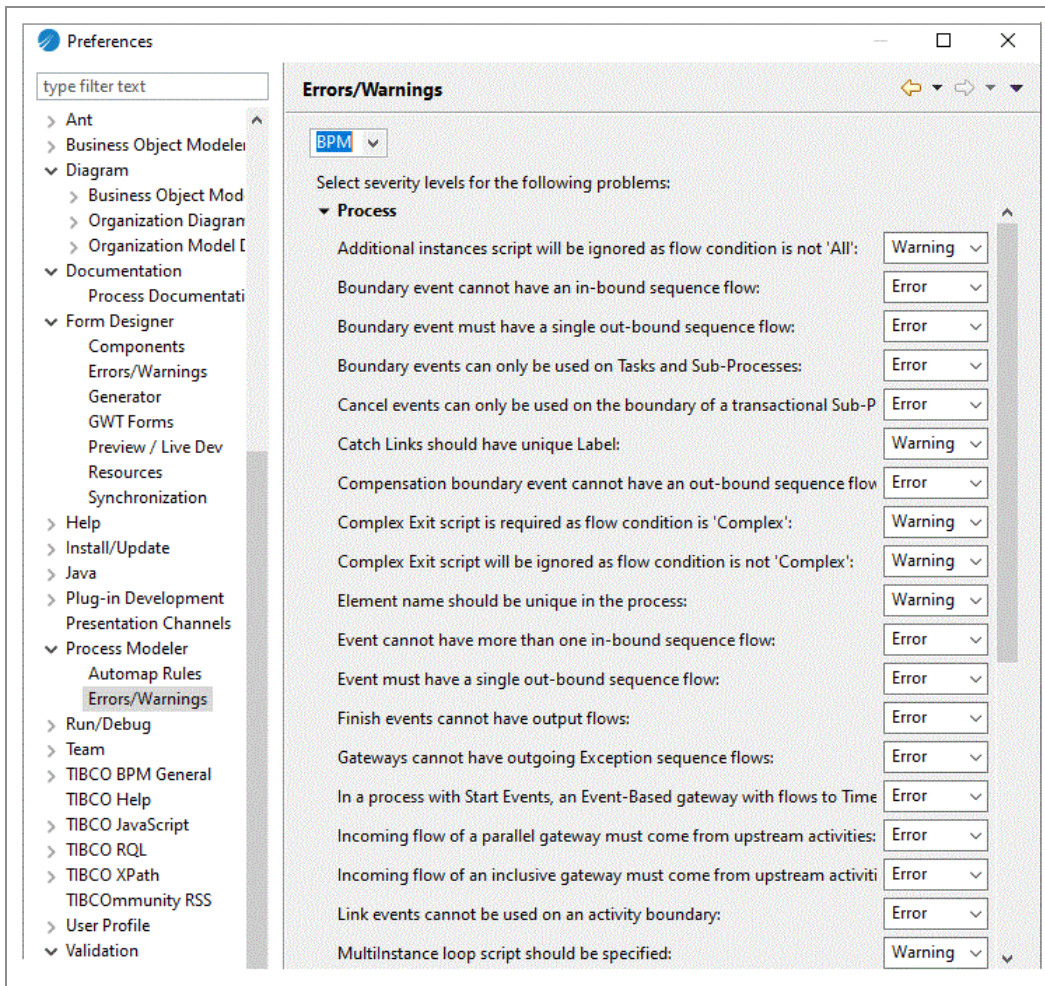 Preferences
type filter text
Ant
Business Object Modeler
Diagram
Business Object Mod
Organization Diagram
Organization Model D
Documentation
Process Documentati
Form Designer
Components
Errors/Warnings
Generator
GWT Forms
Preview / Live Dev
Resources
Synchronization
Help
Install/Update
Java
Plug-in Development
Presentation Channels
Process Modeler
Automap Rules
Errors/Warnings
Run/Debug
Team
TIBCO BPM General
TIBCO Help
TIBCO JavaScript
TIBCO RQL
TIBCO XPath
TIBCOmmunity RSS
User Profile
Validation
Errors/Warnings
BPM
Select severity levels for the following problems:
Process
Additional instances script will be ignored as flow condition is not 'All': Warning
Boundary event cannot have an in-bound sequence flow: Error
Boundary event must have a single out-bound sequence flow: Error
Boundary events can only be used on Tasks and Sub-Processes: Error
Cancel events can only be used on the boundary of a transactional Sub-P Error
Catch Links should have unique Label: Warning
Compensation boundary event cannot have an out-bound sequence flow Error
Complex Exit script is required as flow condition is 'Complex': Warning
Complex Exit script will be ignored as flow condition is not 'Complex': Warning
Element name should be unique in the process: Warning
Event cannot have more than one in-bound sequence flow: Error
Event must have a single out-bound sequence flow: Error
Finish events cannot have output flows: Error
Gateways cannot have outgoing Exception sequence flows: Error
In a process with Start Events, an Event-Based gateway with flows to Time Error
Incoming flow of a parallel gateway must come from upstream activities: Error
Incoming flow of an inclusive gateway must come from upstream activiti Error
Link events cannot be used on an activity boundary: Error
MultiInstance loop script should be specified: Warning